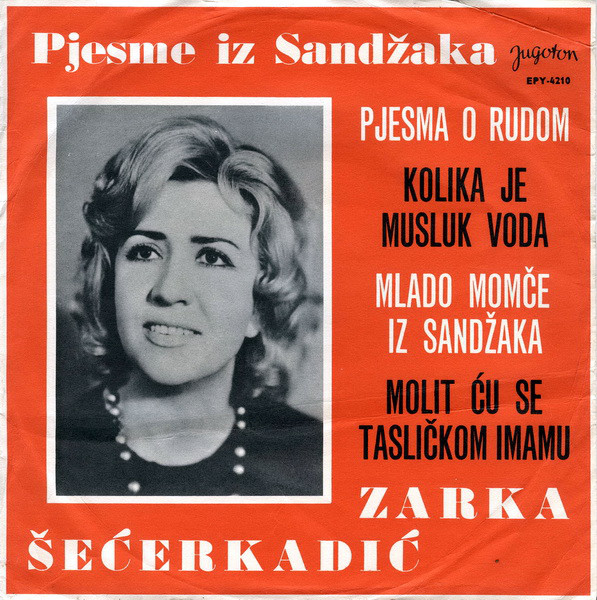 Pjesme iz Sandžaka
Jugoton
EPY-4210
PJESMA O RUDOM
KOLIKA JE
MUSLUK VODA
MLADO MOMČE
IZ SANDŽAKA
MOLIT ĆU SE
TASLIČKOM IMAMU
ZARKA
ŠEĆERKADIĆ